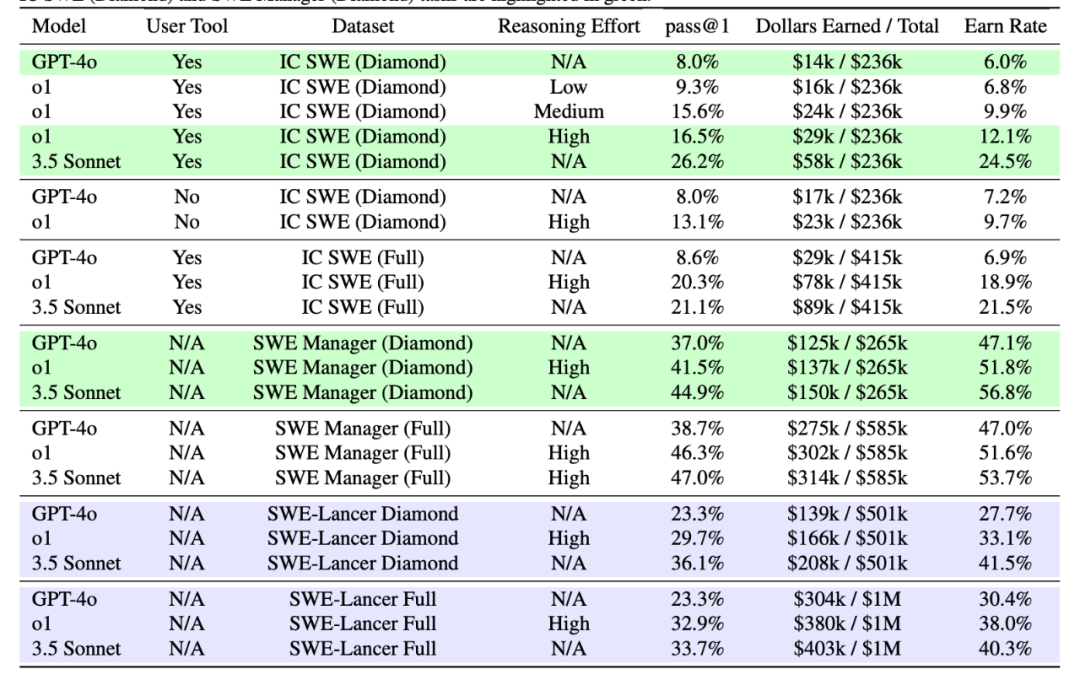 IC SWE (Diamond) and SWE Manager (Diamond) tasks are highlighted in green.
Model User Tool Dataset Reasoning Effort pass@1 Dollars Earned / Total Earn Rate
GPT-4o Yes IC SWE (Diamond) N/A 8.0% $14k / $236k 6.0%
o1 Yes IC SWE (Diamond) Low 9.3% $16k / $236k 6.8%
o1 Yes IC SWE (Diamond) Medium 15.6% $24k / $236k 9.9%
o1 Yes IC SWE (Diamond) High 16.5% $29k / $236k 12.1%
3.5 Sonnet Yes IC SWE (Diamond) N/A 26.2% $58k / $236k 24.5%
GPT-4o No IC SWE (Diamond) N/A 8.0% $17k / $236k 7.2%
o1 No IC SWE (Diamond) High 13.1% $23k / $236k 9.7%
GPT-4o Yes IC SWE (Full) N/A 8.6% $29k / $415k 6.9%
o1 Yes IC SWE (Full) High 20.3% $78k / $415k 18.9%
3.5 Sonnet Yes IC SWE (Full) N/A 21.1% $89k / $415k 21.5%
GPT-4o N/A SWE Manager (Diamond) N/A 37.0% $125k / $265k 47.1%
o1 N/A SWE Manager (Diamond) High 41.5% $137k / $265k 51.8%
3.5 Sonnet N/A SWE Manager (Diamond) N/A 44.9% $150k / $265k 56.8%
GPT-4o N/A SWE Manager (Full) N/A 38.7% $275k / $585k 47.0%
o1 N/A SWE Manager (Full) High 46.3% $302k / $585k 51.6%
3.5 Sonnet N/A SWE Manager (Full) High 47.0% $314k / $585k 53.7%
GPT-4o N/A SWE-Lancer Diamond N/A 23.3% $139k / $501k 27.7%
o1 N/A SWE-Lancer Diamond High 29.7% $166k / $501k 33.1%
3.5 Sonnet N/A SWE-Lancer Diamond N/A 36.1% $208k / $501k 41.5%
GPT-4o N/A SWE-Lancer Full N/A 23.3% $304k / $1M 30.4%
o1 N/A SWE-Lancer Full High 32.9% $380k / $1M 38.0%
3.5 Sonnet N/A SWE-Lancer Full N/A 33.7% $403k / $1M 40.3%